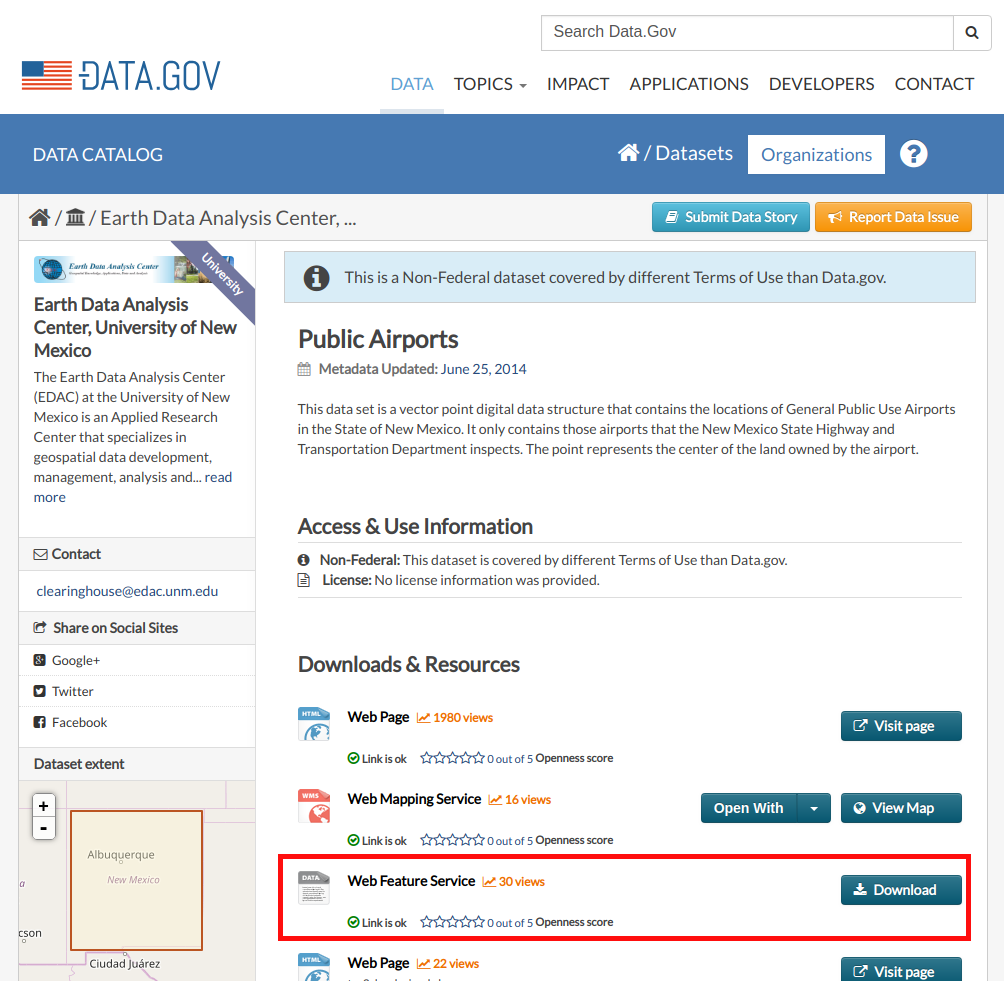 Search Data.Gov
DATA.GOV
DATA TOPICS IMPACT APPLICATIONS DEVELOPERS CONTACT
DATA CATALOG
/ Datasets Organizations ?
/ / Earth Data Analysis Center, ...
Submit Data Story Report Data Issue
Earth Data Analysis Center
University
Earth Data Analysis
Center, University of New
Mexico
The Earth Data Analysis Center
(EDAC) at the University of New
Mexico is an Applied Research
Center that specializes in
geospatial data development,
management, analysis and... read
more
Contact
clearinghouse@edac.unm.edu
Share on Social Sites
Google+
Twitter
Facebook
Dataset extent
+
-
Albuquerque
New Mexico
Ciudad Juárez
This is a Non-Federal dataset covered by different Terms of Use than Data.gov.
Public Airports
Metadata Updated: June 25, 2014
This data set is a vector point digital data structure that contains the locations of General Public Use Airports
in the State of New Mexico. It only contains those airports that the New Mexico State Highway and
Transportation Department inspects. The point represents the center of the land owned by the airport.
Access & Use Information
Non-Federal: This dataset is covered by different Terms of Use than Data.gov.
License: No license information was provided.
Downloads & Resources
HTML
Web Page 1980 views
Visit page
Link is ok 0 out of 5 Openness score
WMS
Web Mapping Service 16 views
Open With View Map
Link is ok 0 out of 5 Openness score
DATA
Web Feature Service 30 views
Download
Link is ok 0 out of 5 Openness score
HTML
Web Page 22 views
Visit page